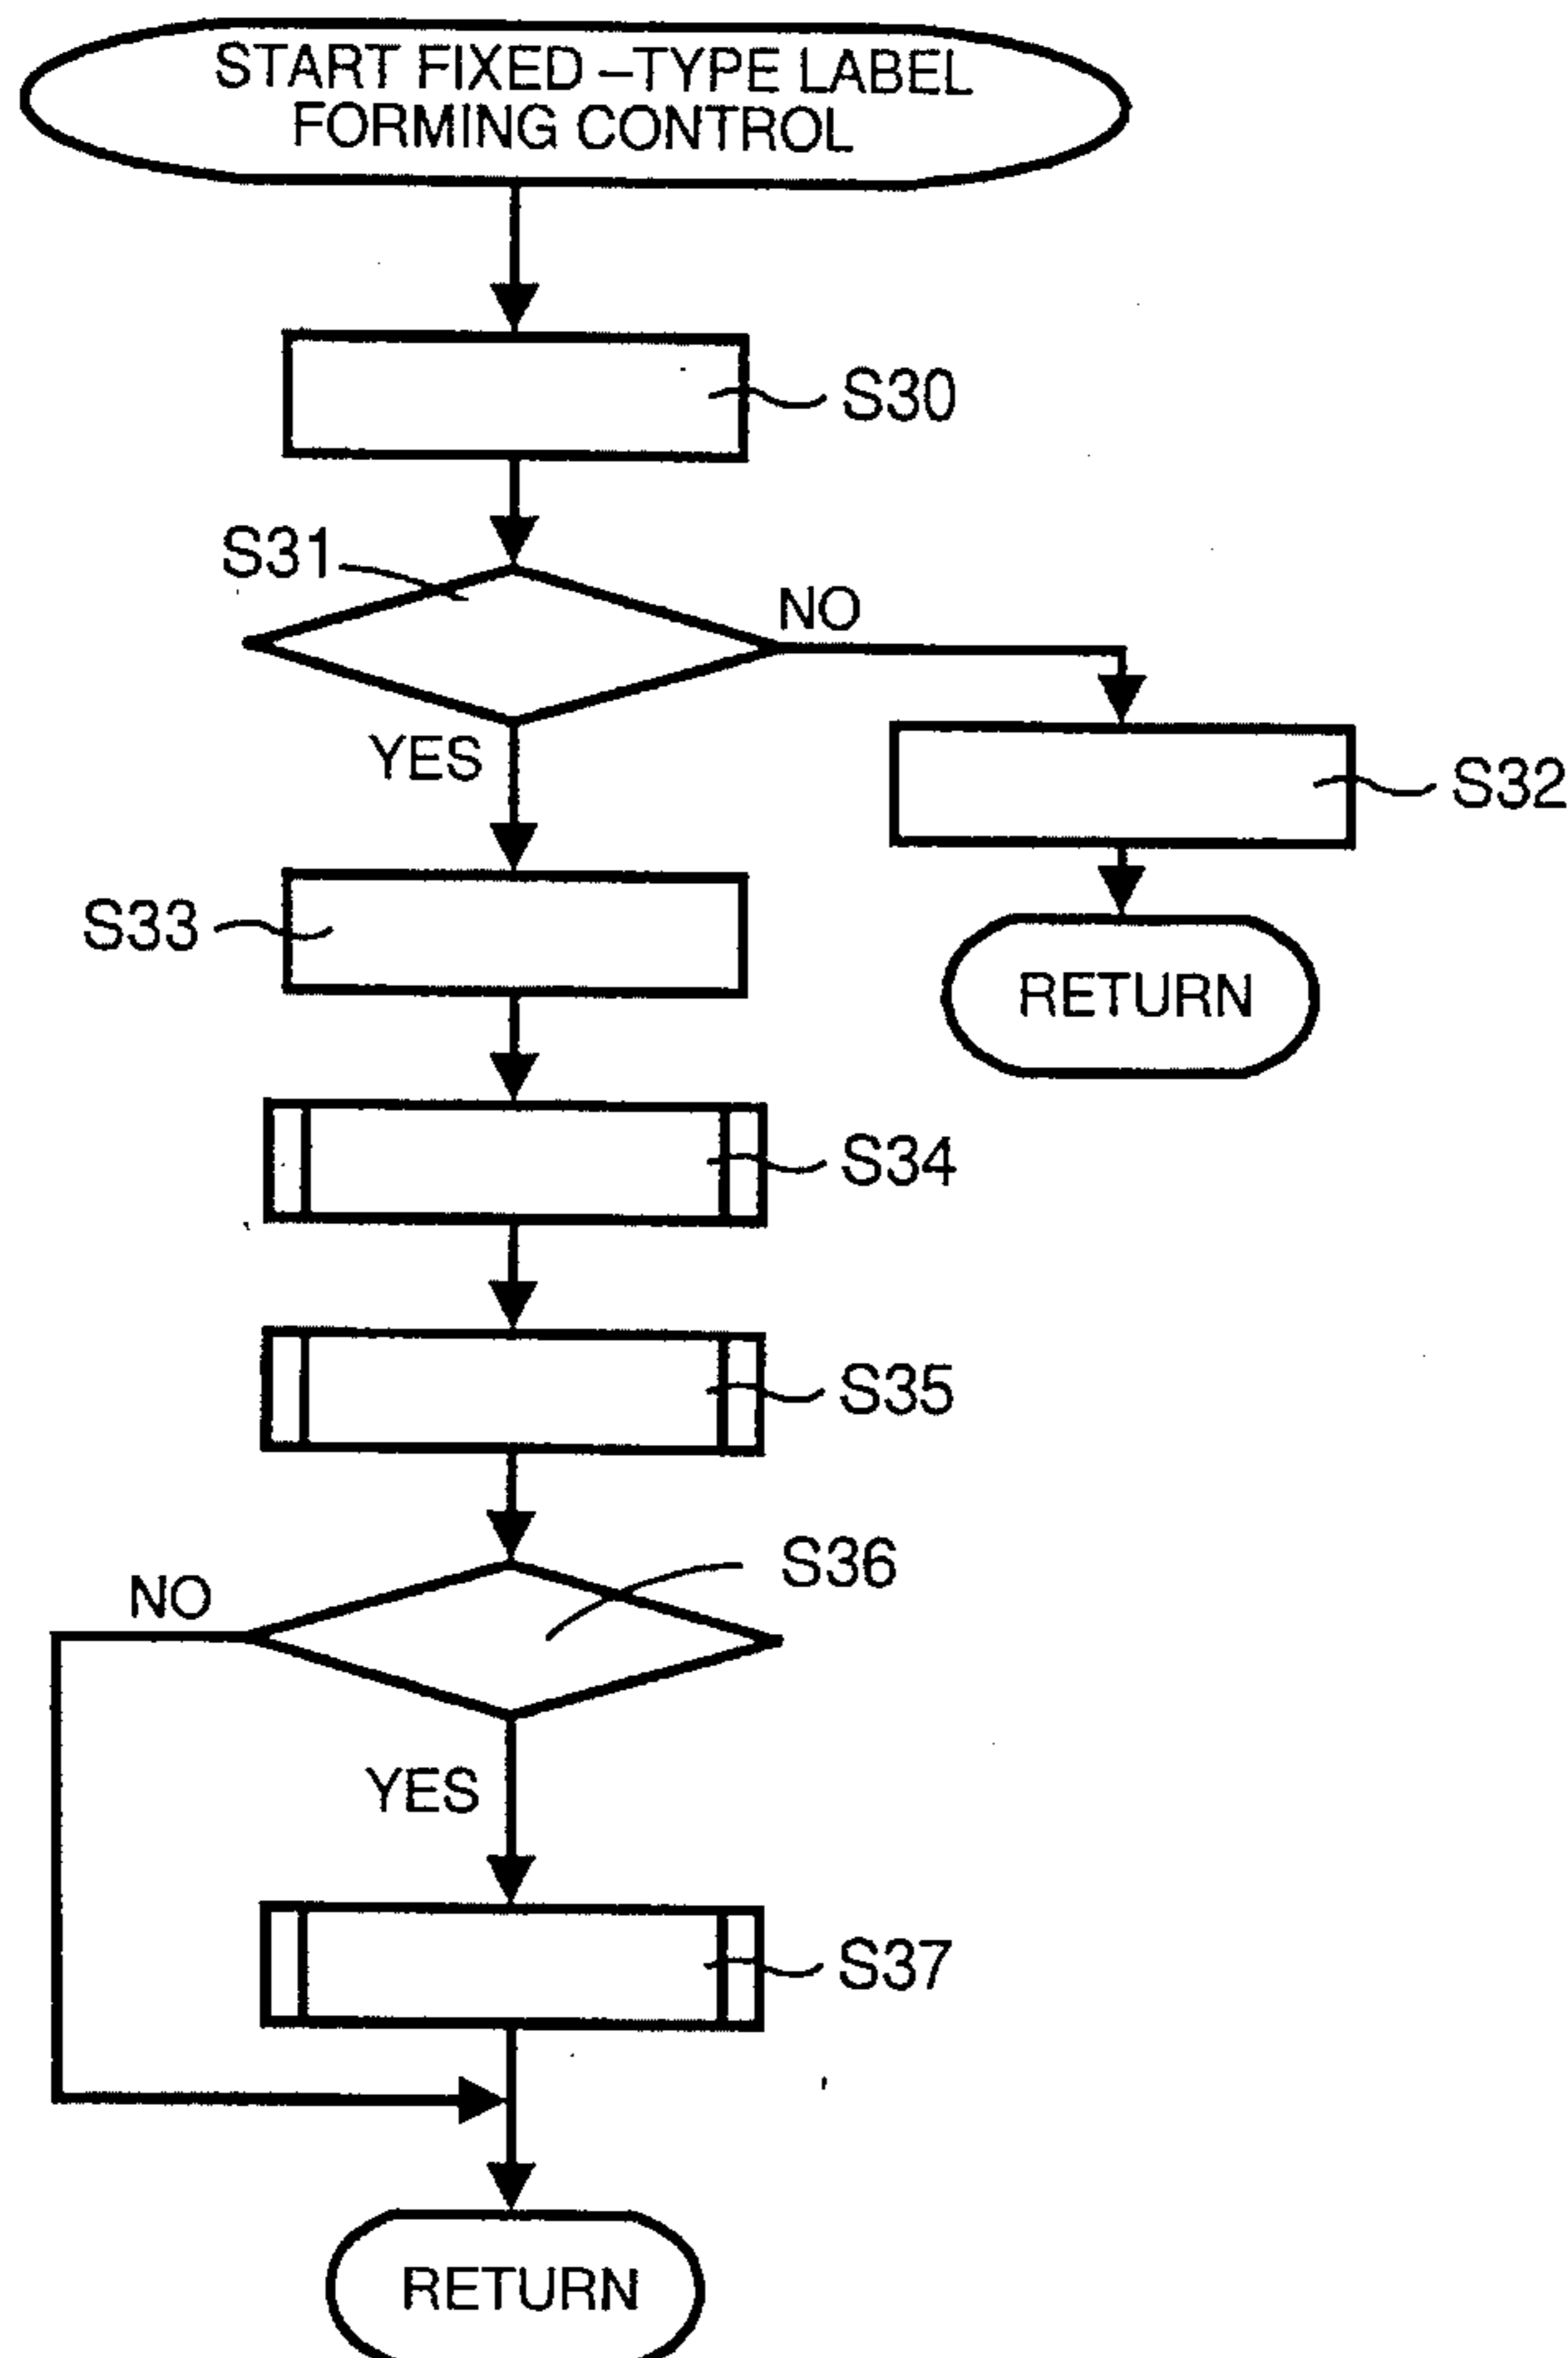 START FIXED –TYPE LABEL
FORMING CONTROL
S30
S31
NO
YES
S32
S33
RETURN
S34
S35
S36
NO
YES
S37
RETURN